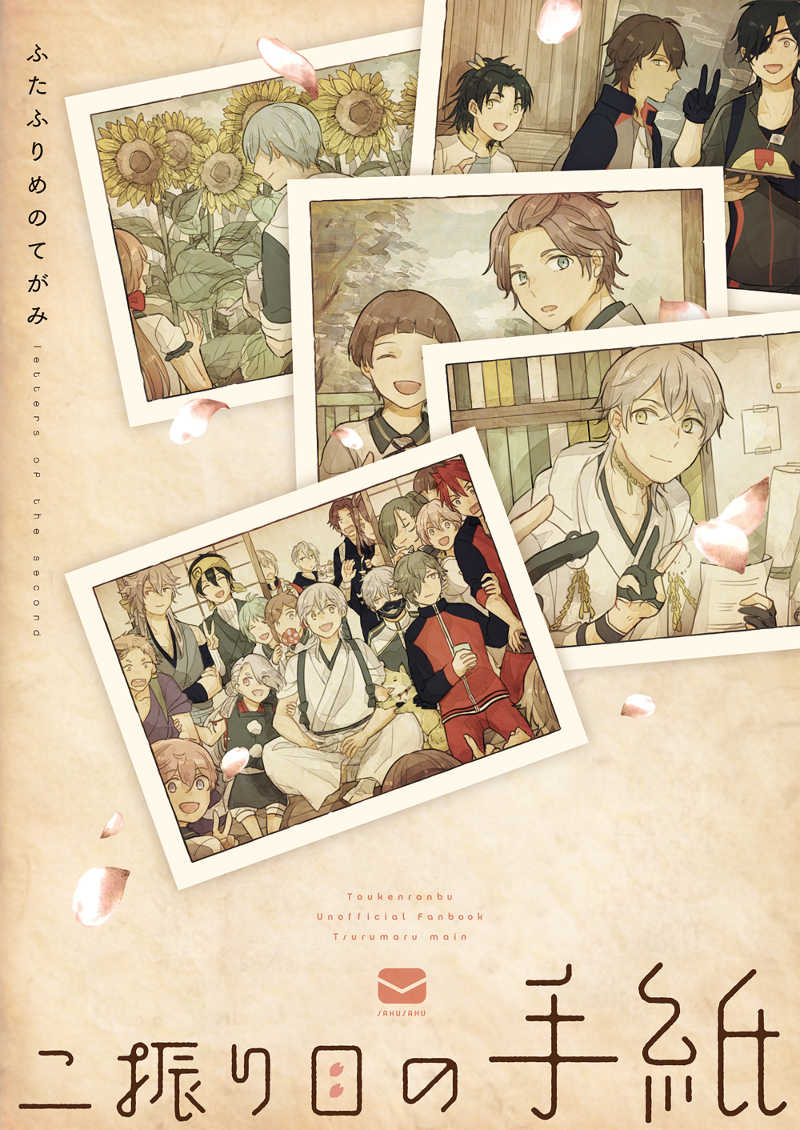 ふたふりめのてがみ
letters of the second
Toukenranbu
Unofficial Fanbook
Tsurumaru main
SAKUSAKU
二振り目の手紙